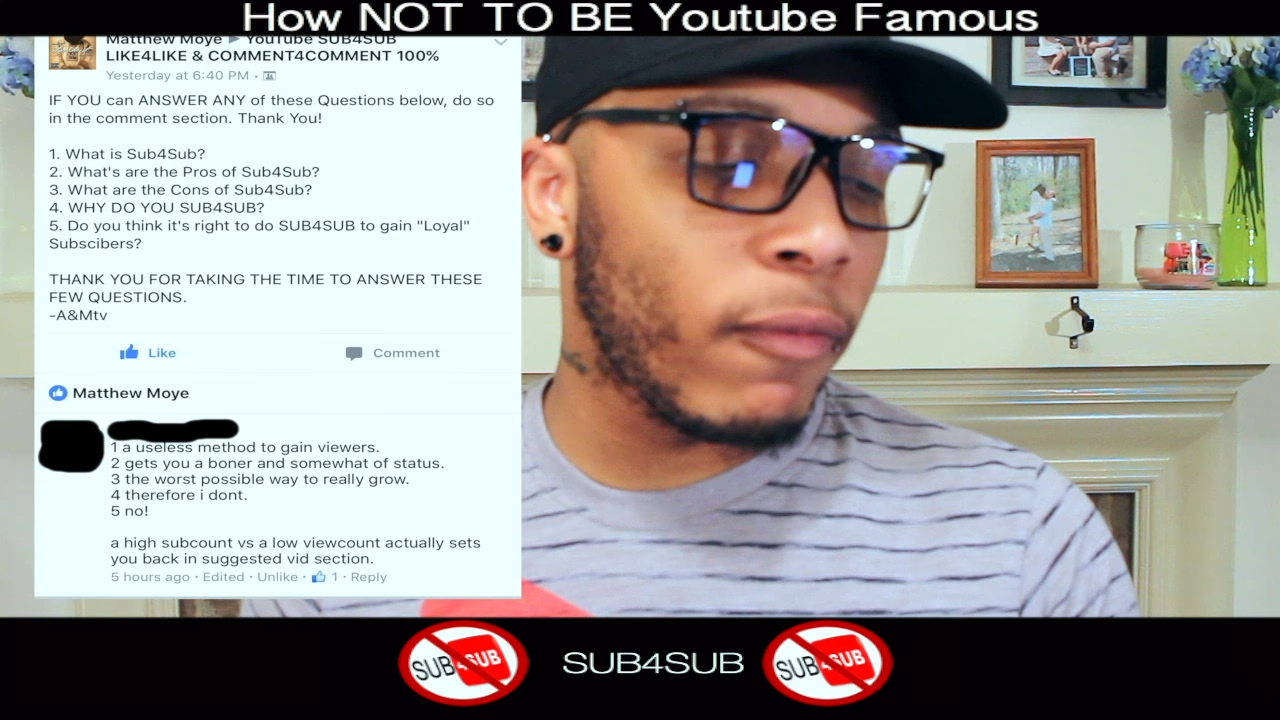 How NOT TO BE Youtube Famous
Matthew Moye ▸ YouTube SUB4SUB
LIKE4LIKE & COMMENT4COMMENT 100%
Yesterday at 6:40 PM ·
IF YOU can ANSWER ANY of these Questions below, do so
in the comment section. Thank You!
1. What is Sub4Sub?
2. What's are the Pros of Sub4Sub?
3. What are the Cons of Sub4Sub?
4. WHY DO YOU SUB4SUB?
5. Do you think it's right to do SUB4SUB to gain "Loyal"
Subscibers?
THANK YOU FOR TAKING THE TIME TO ANSWER THESE
FEW QUESTIONS.
-A&Mtv
Like
Comment
Matthew Moye
1 a useless method to gain viewers.
2 gets you a boner and somewhat of status.
3 the worst possible way to really grow.
4 therefore i dont.
5 no!
a high subcount vs a low viewcount actually sets
you back in suggested vid section.
5 hours ago · Edited · Unlike · 1 · Reply
SUB4SUB
SUB4SUB
SUB4SUB